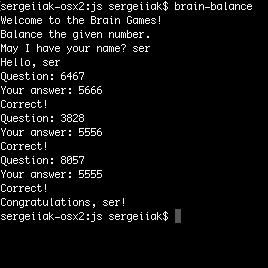 sergeiiak-osx2:js sergeiiak$ brain-balance
Welcome to the Brain Games!
Balance the given number.
May I have your name? ser
Hello, ser
Question: 6467
Your answer: 5666
Correct!
Question: 3828
Your answer: 5556
Correct!
Question: 8057
Your answer: 5555
Correct!
Congratulations, ser!
sergeiiak-osx2:js sergeiiak$